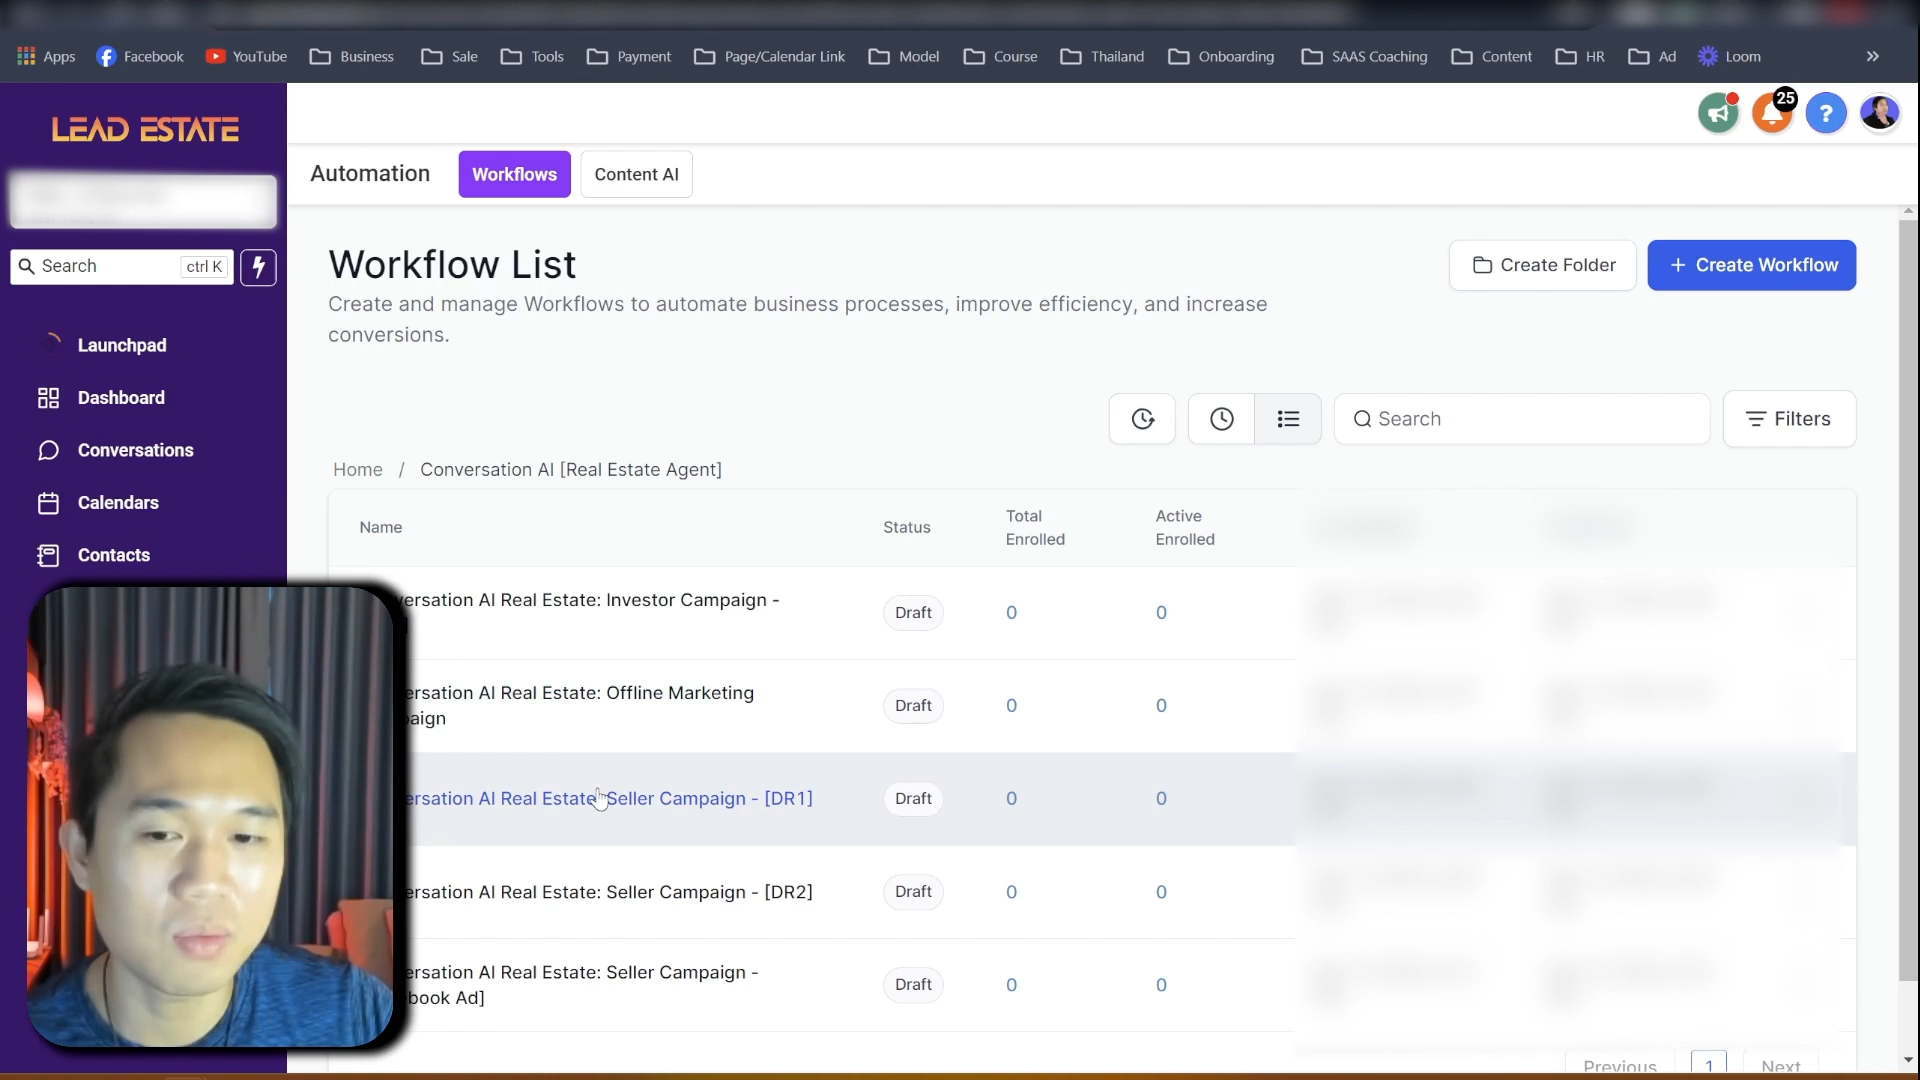 Apps Facebook YouTube Business Sale Tools Payment Page/Calendar Link Model Course Thailand Onboarding SAAS Coaching Content HR Ad Loom »
LEAD ESTATE
25
?
Automation Workflows Content AI
Search ctrl K
Workflow List
Create Folder
+ Create Workflow
Create and manage Workflows to automate business processes, improve efficiency, and increase
conversions.
Launchpad
Dashboard
Conversations
Calendars
Contacts
Search
Filters
Home / Conversation AI [Real Estate Agent]
Name Status Total Enrolled Active Enrolled
versation AI Real Estate: Investor Campaign -
Draft 0 0
ersation AI Real Estate: Offline Marketing
paign
Draft 0 0
ersation AI Real Estate: Seller Campaign - [DR1]
Draft 0 0
ersation AI Real Estate: Seller Campaign - [DR2]
Draft 0 0
ersation AI Real Estate: Seller Campaign -
book Ad]
Draft 0 0
Previous 1 Next